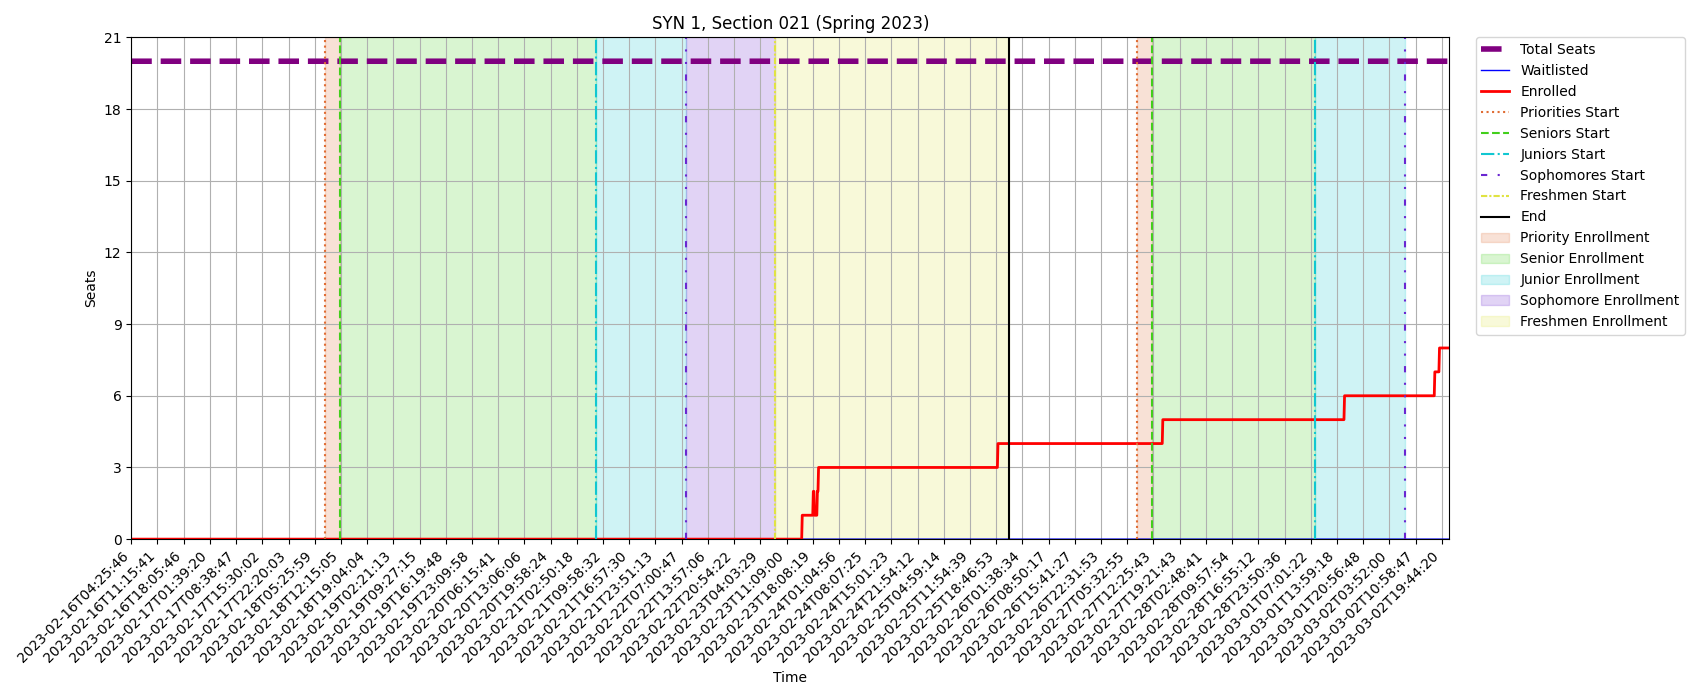 SYN 1, Section 021 (Spring 2023)
21
18
15
12
9
6
3
0
Seats
2023-02-16T04:25:46
2023-02-16T11:15:41
2023-02-16T18:05:46
2023-02-17T01:39:20
2023-02-17T08:38:47
2023-02-17T15:30:02
2023-02-17T22:20:03
2023-02-18T05:25:59
2023-02-18T12:15:05
2023-02-18T19:04:04
2023-02-19T02:21:13
2023-02-19T09:27:15
2023-02-19T16:19:48
2023-02-19T23:09:58
2023-02-20T06:15:41
2023-02-20T13:06:06
2023-02-20T19:58:24
2023-02-21T02:50:18
2023-02-21T09:58:32
2023-02-21T16:57:30
2023-02-21T23:51:13
2023-02-22T07:00:47
2023-02-22T13:57:06
2023-02-22T20:54:22
2023-02-23T04:03:29
2023-02-23T11:09:00
2023-02-23T18:08:19
2023-02-24T01:04:56
2023-02-24T08:07:25
2023-02-24T15:01:23
2023-02-24T21:54:12
2023-02-25T04:59:14
2023-02-25T11:54:39
2023-02-25T18:46:53
2023-02-26T01:38:34
2023-02-26T08:50:17
2023-02-26T15:41:27
2023-02-26T22:31:53
2023-02-27T05:32:55
2023-02-27T12:25:43
2023-02-27T19:21:43
2023-02-28T02:48:41
2023-02-28T09:57:54
2023-02-28T16:55:12
2023-02-28T23:50:36
2023-03-01T07:01:22
2023-03-01T13:59:18
2023-03-01T20:56:48
2023-03-02T03:52:00
2023-03-02T10:58:47
2023-03-02T19:44:20
Time
Total Seats
Waitlisted
Enrolled
Priorities Start
Seniors Start
Juniors Start
Sophomores Start
Freshmen Start
End
Priority Enrollment
Senior Enrollment
Junior Enrollment
Sophomore Enrollment
Freshmen Enrollment